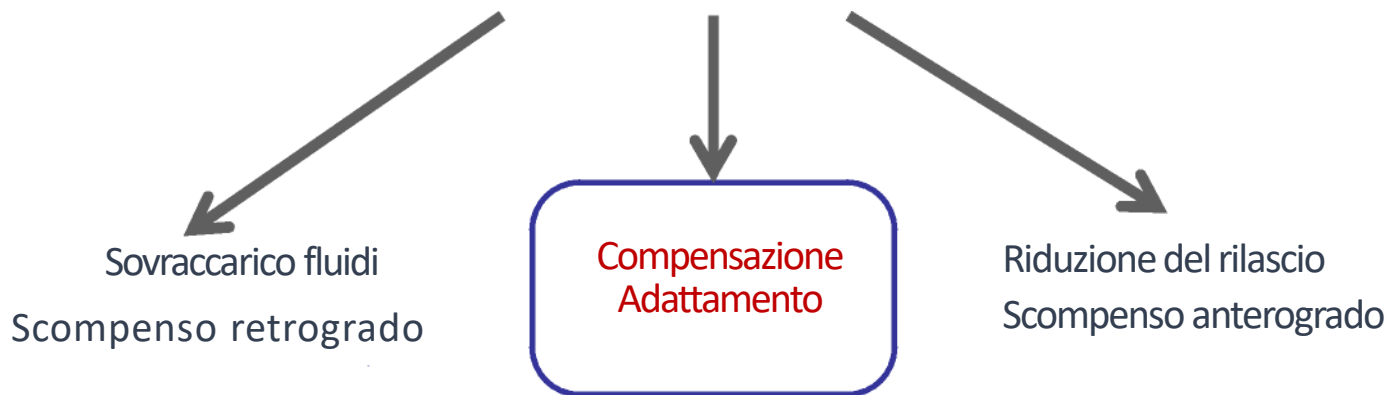 Sovraccarico fluidi
Scompenso retrogrado
Compensazione
Adattamento
Riduzione del rilascio
Scompenso anterogrado